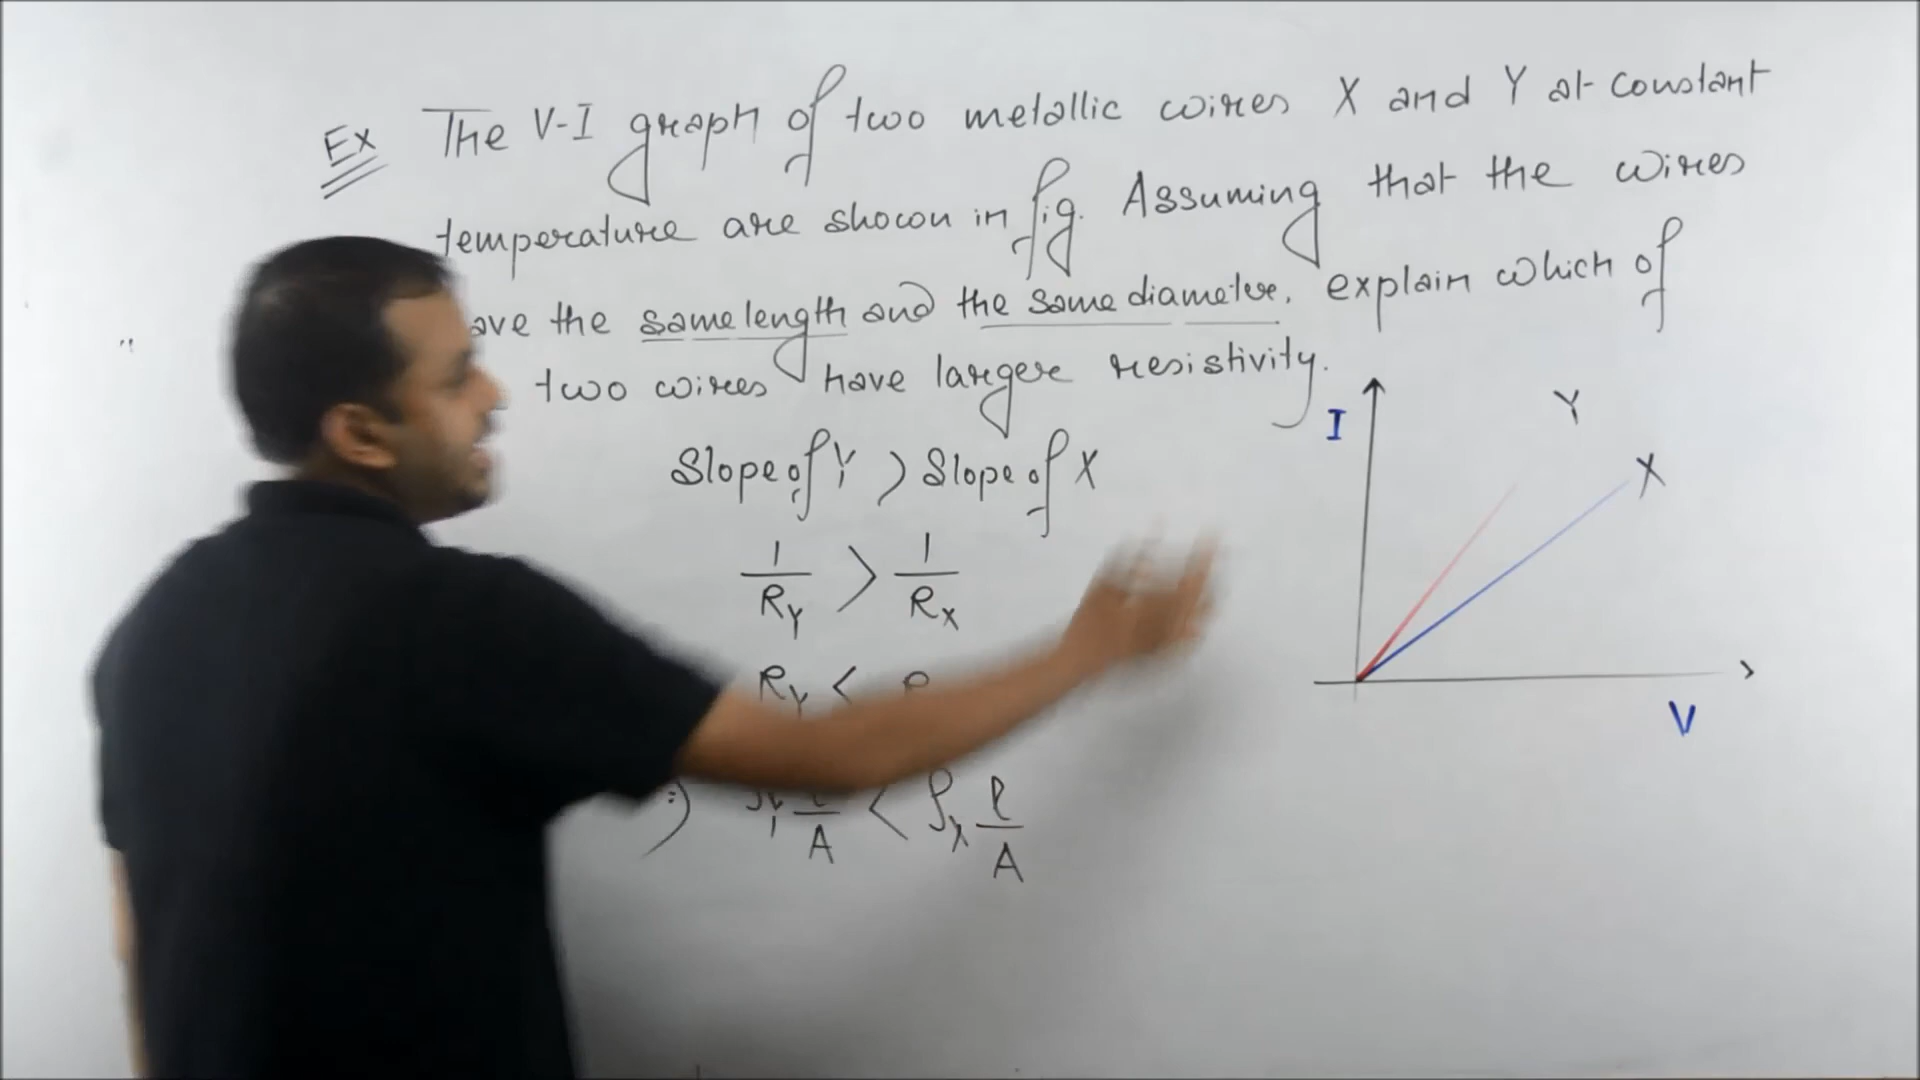 Ex The V-I graph of two metallic wires X and Y at constant
temperature are shown in fig. Assuming that the wires
ave the same length and the same diameter, explain which of
two wires have larger resistivity.
Slope of Y > Slope of X
1/R_Y > 1/R_X
R_Y <
l/A < ρ_X l/A
I
Y
X
V